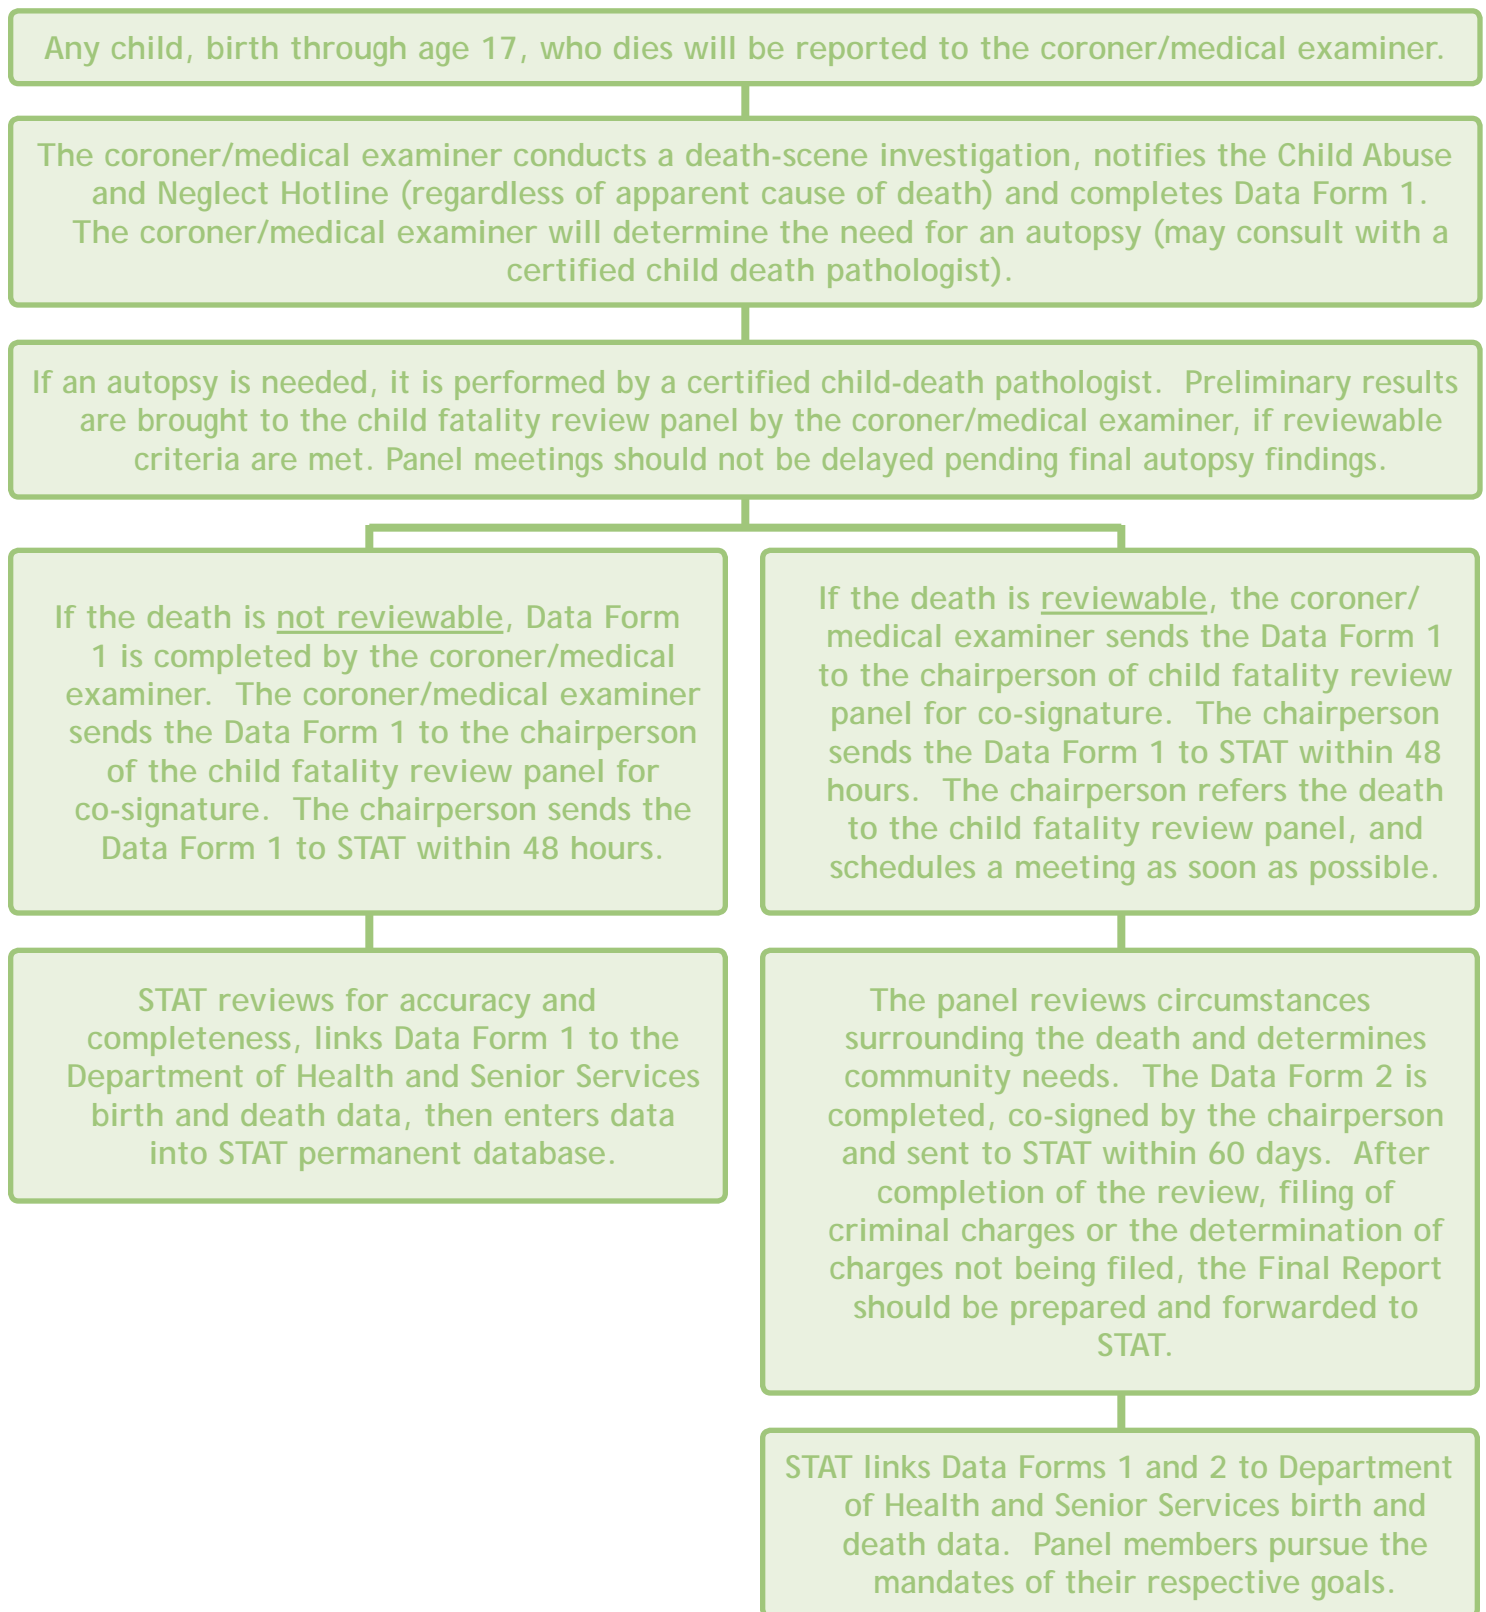 Any child, birth through age 17, who dies will be reported to the coroner/medical examiner.
The coroner/medical examiner conducts a death-scene investigation, notifies the Child Abuse
and Neglect Hotline (regardless of apparent cause of death) and completes Data Form 1.
The coroner/medical examiner will determine the need for an autopsy (may consult with a
certified child death pathologist).
If an autopsy is needed, it is performed by a certified child-death pathologist. Preliminary results
are brought to the child fatality review panel by the coroner/medical examiner, if reviewable
criteria are met. Panel meetings should not be delayed pending final autopsy findings.
If the death is not reviewable, Data Form
1 is completed by the coroner/medical
examiner. The coroner/medical examiner
sends the Data Form 1 to the chairperson
of the child fatality review panel for
co-signature. The chairperson sends the
Data Form 1 to STAT within 48 hours.
If the death is reviewable, the coroner/
medical examiner sends the Data Form 1
to the chairperson of child fatality review
panel for co-signature. The chairperson
sends the Data Form 1 to STAT within 48
hours. The chairperson refers the death
to the child fatality review panel, and
schedules a meeting as soon as possible.
STAT reviews for accuracy and
completeness, links Data Form 1 to the
Department of Health and Senior Services
birth and death data, then enters data
into STAT permanent database.
The panel reviews circumstances
surrounding the death and determines
community needs. The Data Form 2 is
completed, co-signed by the chairperson
and sent to STAT within 60 days. After
completion of the review, filing of
criminal charges or the determination of
charges not being filed, the Final Report
should be prepared and forwarded to
STAT.
STAT links Data Forms 1 and 2 to Department
of Health and Senior Services birth and
death data. Panel members pursue the
mandates of their respective goals.